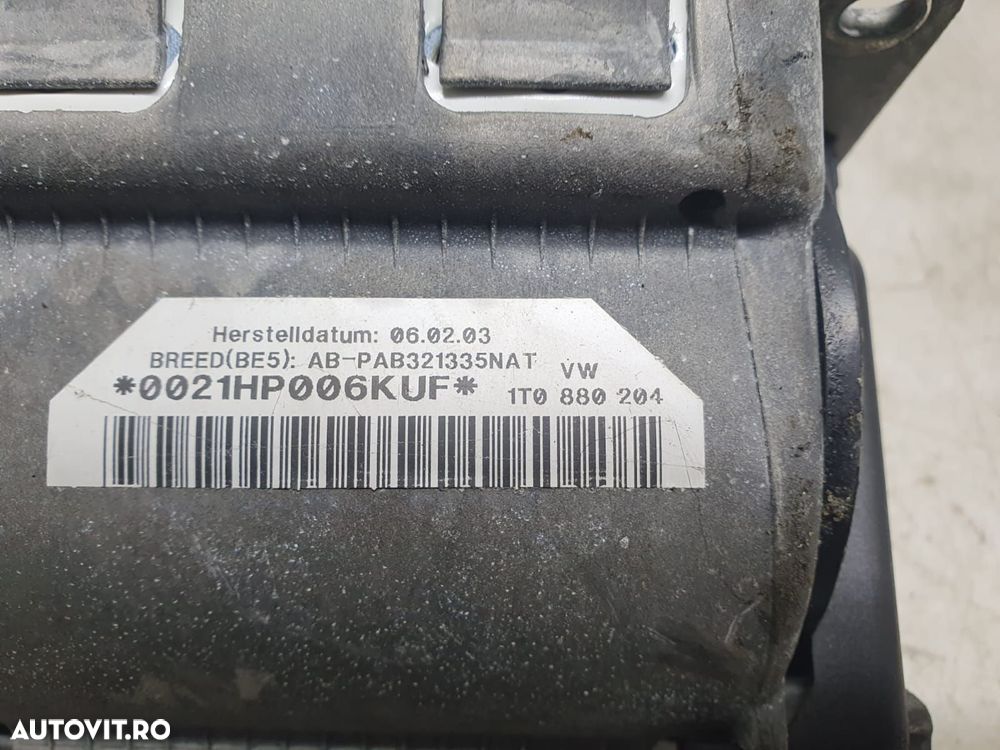 Herstelldatum: 06.02.03
BREED(BE5): AB-PAB321335NAT
VW
*0021HP006KUF*
1T0 880 204
AUTOVIT.RO